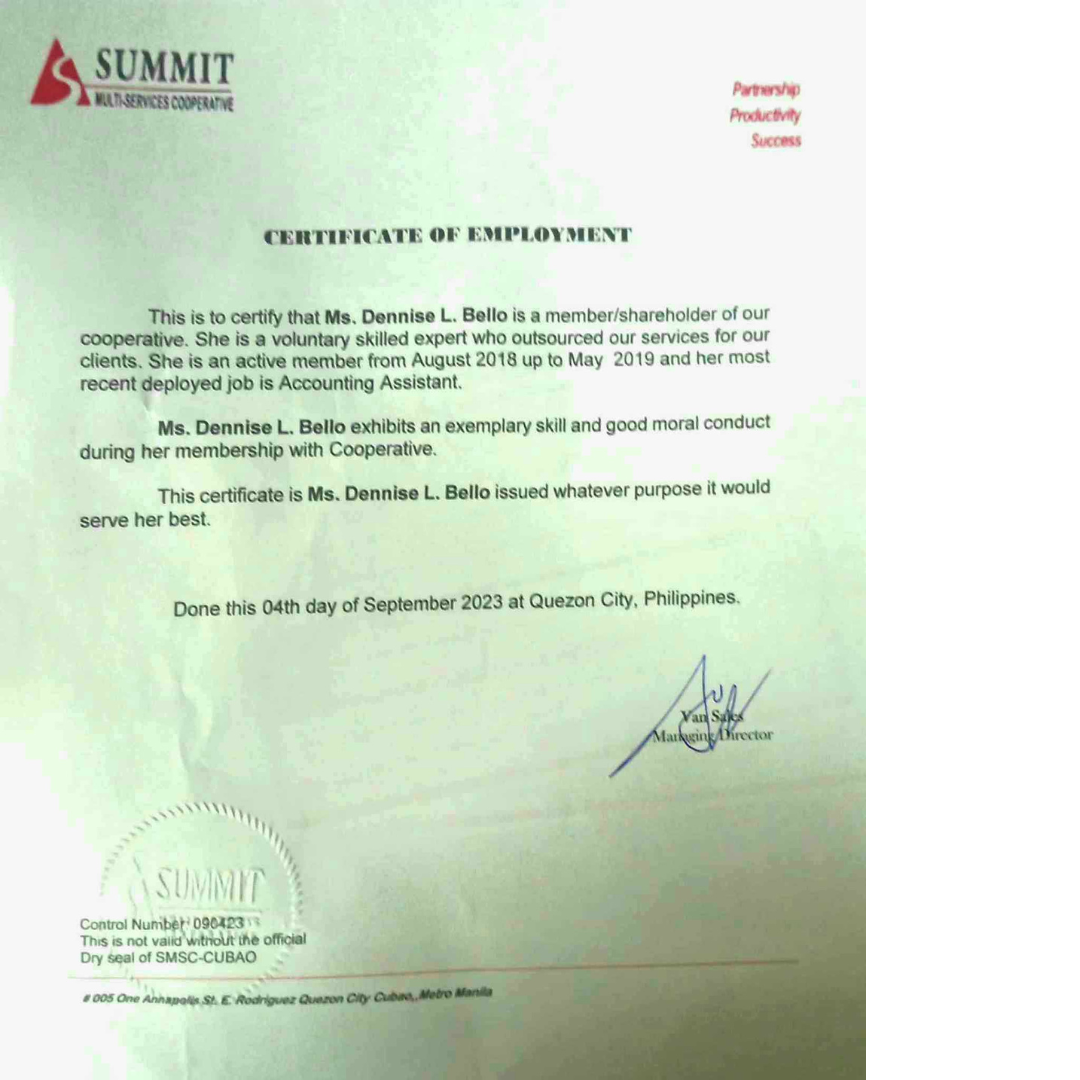 SUMMIT
MULTI-SERVICES COOPERATIVE
Partnership
Productivity
Success
CERTIFICATE OF EMPLOYMENT
This is to certify that Ms. Dennise L. Bello is a member/shareholder of our
cooperative. She is a voluntary skilled expert who outsourced our services for our
clients. She is an active member from August 2018 up to May 2019 and her most
recent deployed job is Accounting Assistant.
Ms. Dennise L. Bello exhibits an exemplary skill and good moral conduct
during her membership with Cooperative.
This certificate is Ms. Dennise L. Bello issued whatever purpose it would
serve her best.
Done this 04th day of September 2023 at Quezon City, Philippines.
Van Sales
Managing Director
SUMMIT
Control Number: 090423
This is not valid without the official
Dry seal of SMSC-CUBAO
# 005 One Annapolis St. E. Rodriguez Quezon City Cubao,,Metro Manila